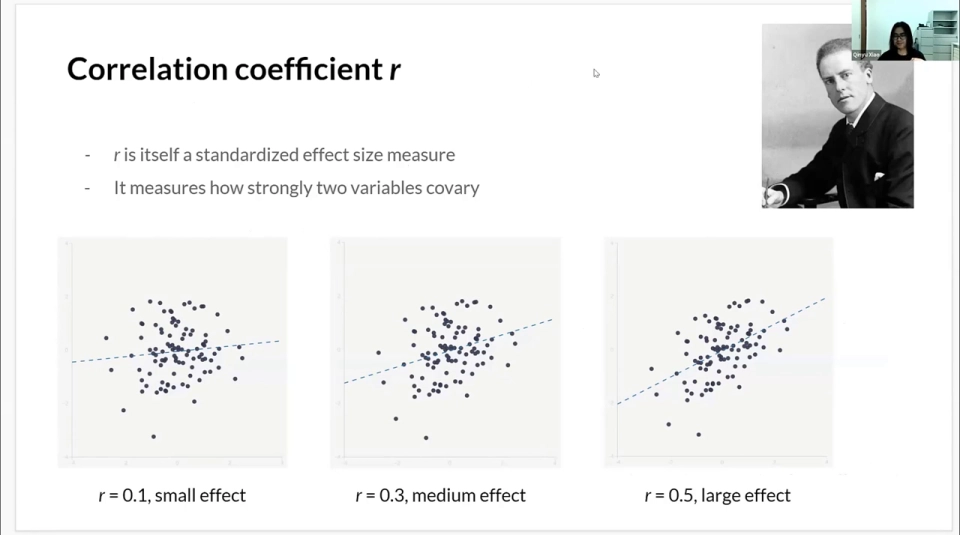 Correlation coefficient r
- r is itself a standardized effect size measure
- It measures how strongly two variables covary
r = 0.1, small effect
r = 0.3, medium effect
r = 0.5, large effect